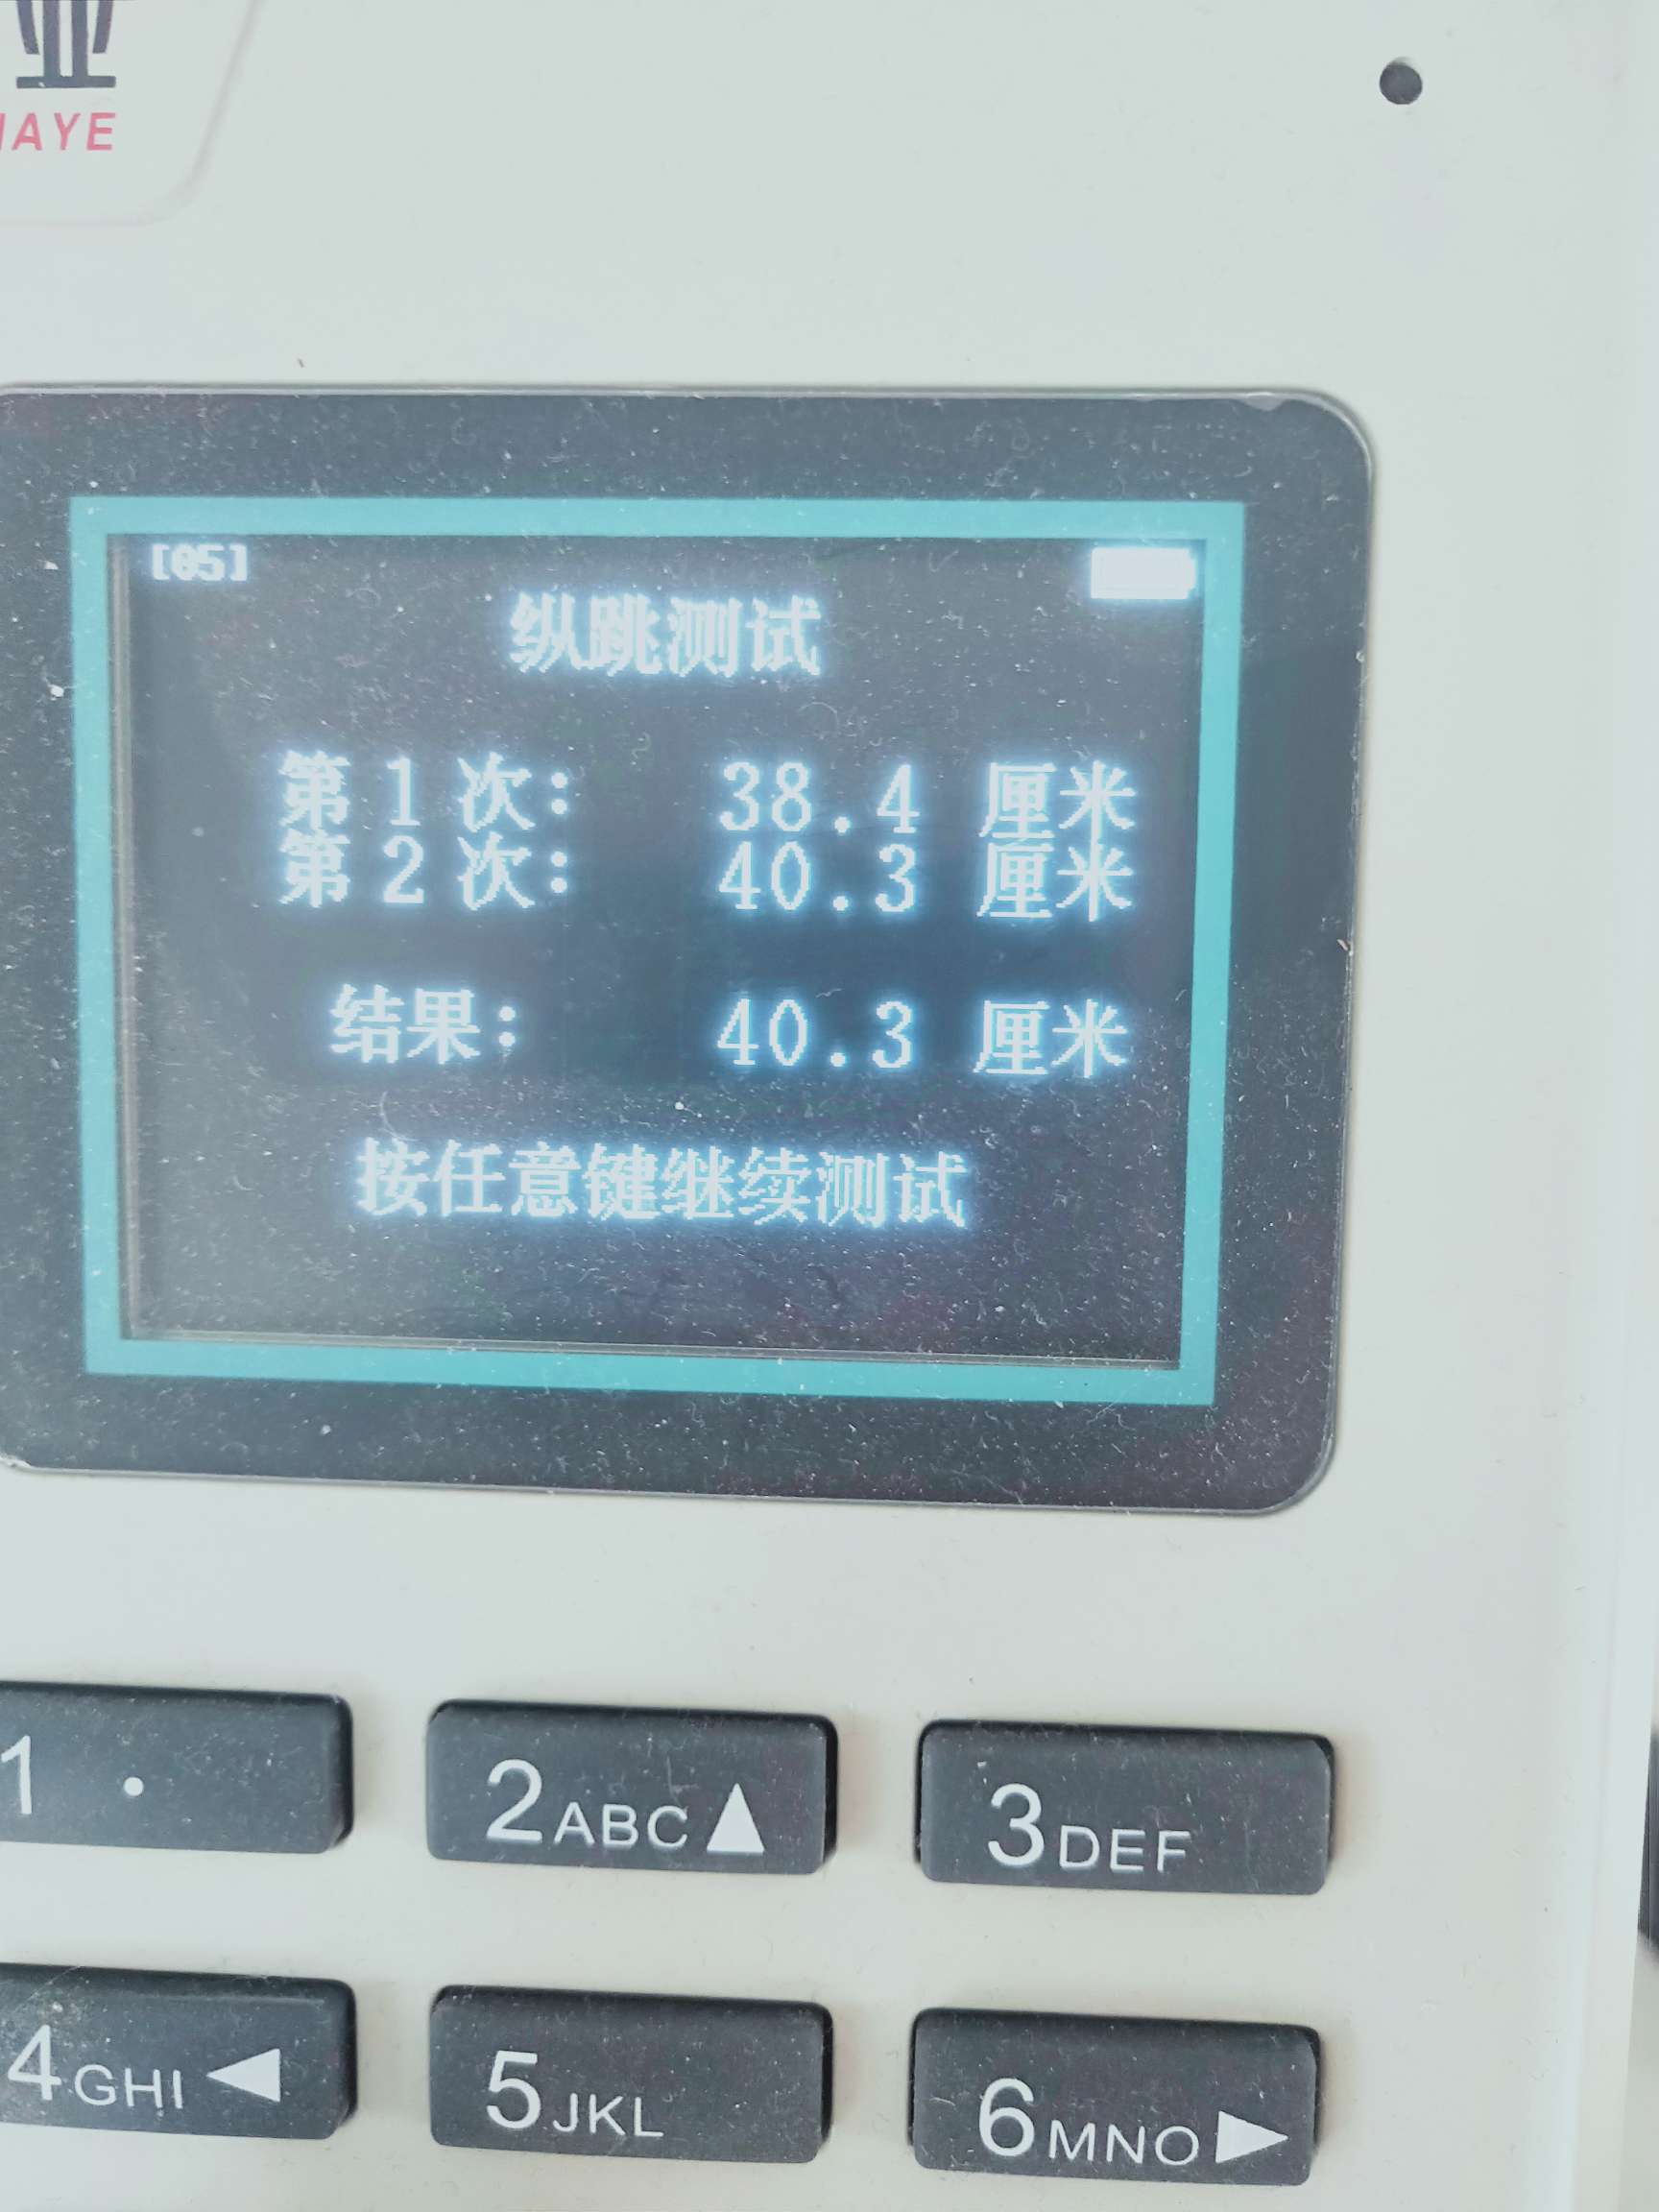 业
AYE
[05]
纵跳测试
第1次： 38.4 厘米
第2次： 40.3 厘米
结果： 40.3 厘米
按任意键继续测试
1 .
2ABC▲
3DEF
4GHI◀
5JKL
6MNO▶